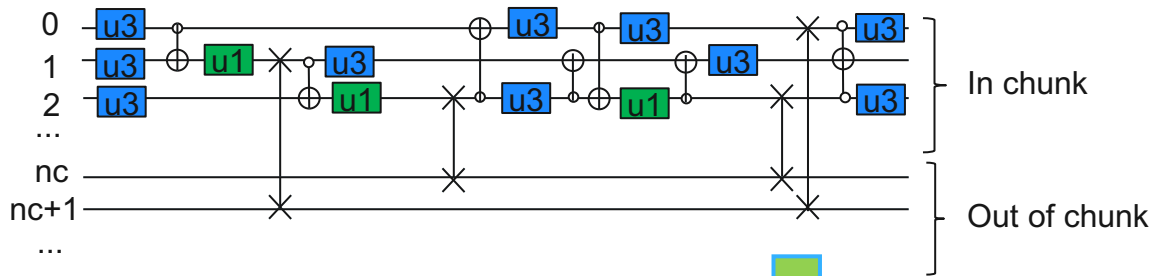 0 u3 u3 u3 u3
1 u3 u1 u3 u3
2 u3 u1 u3 u1 u3
...
In chunk
nc
nc+1
...
Out of chunk